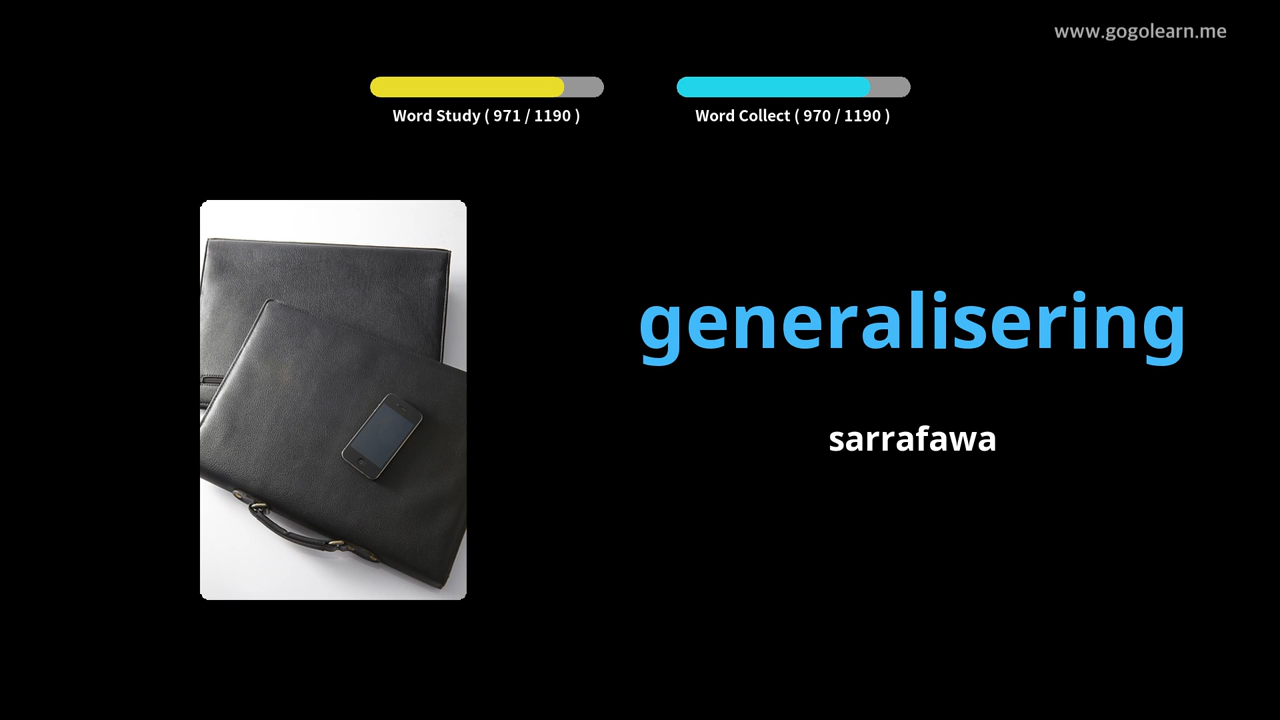 www.gogolearn.me
Word Study ( 971 / 1190 )
Word Collect ( 970 / 1190 )
generalisering
sarrafawa